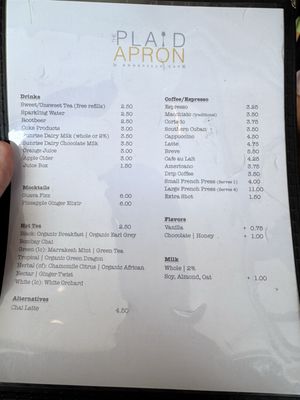 THE
PLAID
APRON
KNOXVILLE CAFE
Drinks
Sweet/Unsweet Tea (free refills) 2.50
Sparkling Water 2.50
Rootbeer 2.50
Coke Products 3.00
Sunrise Dairy Milk (whole or 2%) 3.50
Sunrise Dairy Chocolate Milk 3.50
Orange Juice 3.00
Apple Cider 3.00
Juice Box 1.50
Mocktails
Guava Fizz 6.00
Pineapple Ginger Elixir 6.00
Hot Tea 2.50
Black: Organic Breakfast | Organic Earl Grey
Bombay Chai
Green (Ic): Marrakesh Mint | Green Tea
Tropical | Organic Green Dragon
Herbal (cf): Chamomile Citrus | Organic African
Nectar | Ginger Twist
White (lc): White Orchard
Alternatives
Chai Latte 4.50
Coffee/Espresso
Espresso 3.25
Macchiato (traditional) 3.50
Cortado 3.75
Southern Cuban 3.50
Cappuccino 4.50
Latte 4.75
Breve 5.50
Cafe au Lait 4.25
Americano 3.75
Drip Coffee 3.50
Small French Press (Serves 1) 4.00
Large French Press (Serves 4) 11.00
Extra Shot 1.50
Flavors
Vanilla + 0.75
Chocolate | Honey + 1.00
Milk
Whole | 2%
Soy, Almond, Oat + 1.00